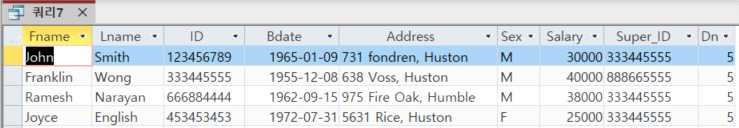 쿼리7
Fname Lname ID Bdate Address Sex Salary Super_ID Dn
John Smith 123456789 1965-01-09 731 fondren, Huston M 30000 333445555 5
Franklin Wong 333445555 1955-12-08 638 Voss, Huston M 40000 888665555 5
Ramesh Narayan 666884444 1962-09-15 975 Fire Oak, Humble M 38000 333445555 5
Joyce English 453453453 1972-07-31 5631 Rice, Huston F 25000 333445555 5